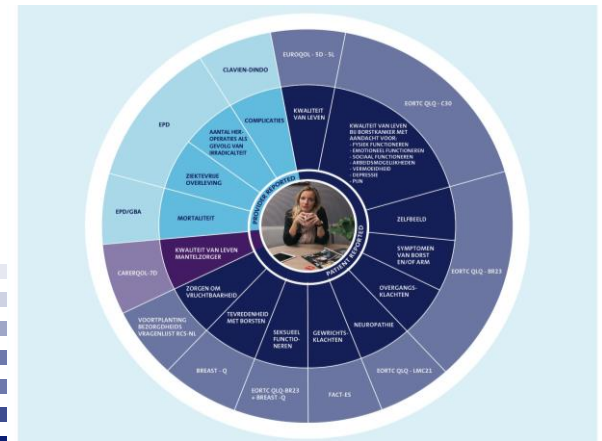 EUROQOL - 5D - 5L
EORTC QLQ - C30
EORTC QLQ - BR23
EORTC QLQ - LMC21
FACT-ES
EORTC QLQ-BR23
+ BREAST -Q
BREAST - Q
VOORTPLANTING
BEZORGDHEIDS
VRAGENLIJST RCS-NL
CARERQOL-7D
EPD/GBA
EPD
CLAVIEN-DINDO
KWALITEIT
VAN LEVEN
KWALITEIT VAN LEVEN
BIJ BORSTKANKER MET
AANDACHT VOOR:
- FYSIEK FUNCTIONEREN
- EMOTIONEEL FUNCTIONEREN
- SOCIAAL FUNCTIONEREN
- ARBEIDSMOGELIJKHEDEN
- VERMOEIDHEID
- DEPRESSIE
- PIJN
ZELFBEELD
SYMPTOMEN
VAN BORST
EN/OF ARM
OVERGANGS-
KLACHTEN
NEUROPATHIE
GEWRICHTS-
KLACHTEN
SEKSUEEL
FUNCTIO-
NEREN
TEVREDENHEID
MET BORSTEN
ZORGEN OM
VRUCHTBAARHEID
KWALITEIT VAN LEVEN
MANTELZORGER
MORTALITEIT
ZIEKTEVRIJE
OVERLEVING
AANTAL HER-
OPERATIES ALS
GEVOLG VAN
IRRADICALITEIT
COMPLICATIES
PROVIDER REPORTED
PATIENT REPORTED